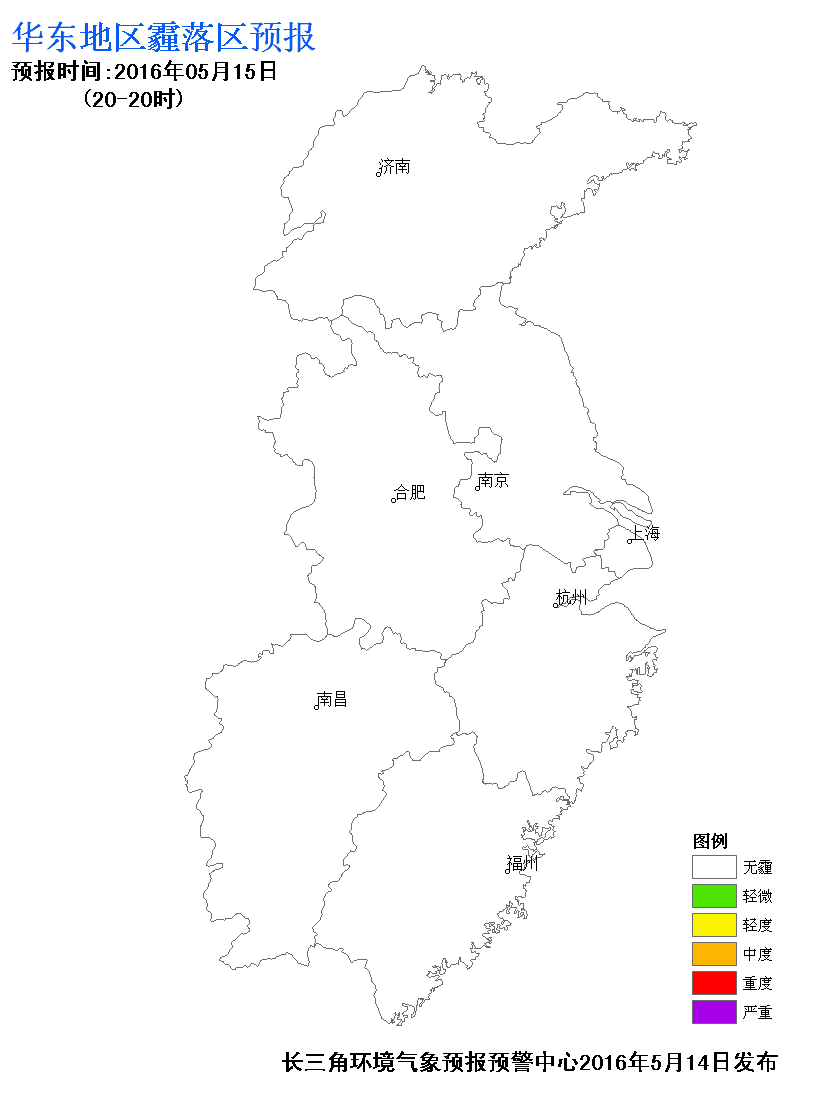 华东地区霾落区预报
预报时间:2016年05月15日
(20-20时)
济南
南京
合肥
上海
杭州
南昌
福州
图例
无霾
轻微
轻度
中度
重度
严重
长三角环境气象预报预警中心2016年5月14日发布